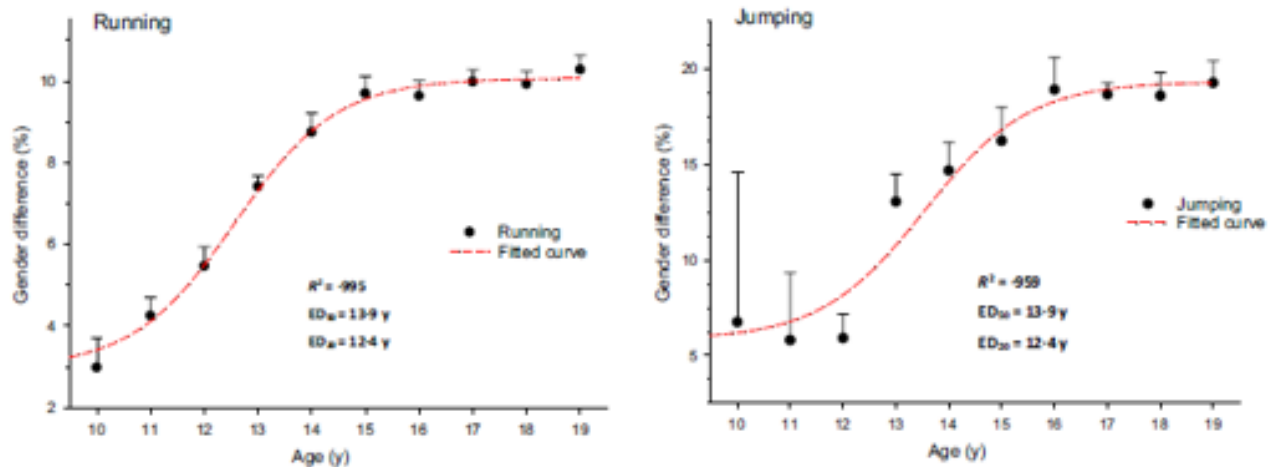 Running
Gender difference (%)
10
8
6
4
2
Running
Fitted curve
R² = ·995
= 13·9 y
= 12·4 y
10 11 12 13 14 15 16 17 18 19
Age (y)
Jumping
Gender difference (%)
20
15
10
5
Jumping
Fitted curve
R² = ·959
ED₅₀ = 13·9 y
ED₂₀ = 12·4 y
10 11 12 13 14 15 16 17 18 19
Age (y)